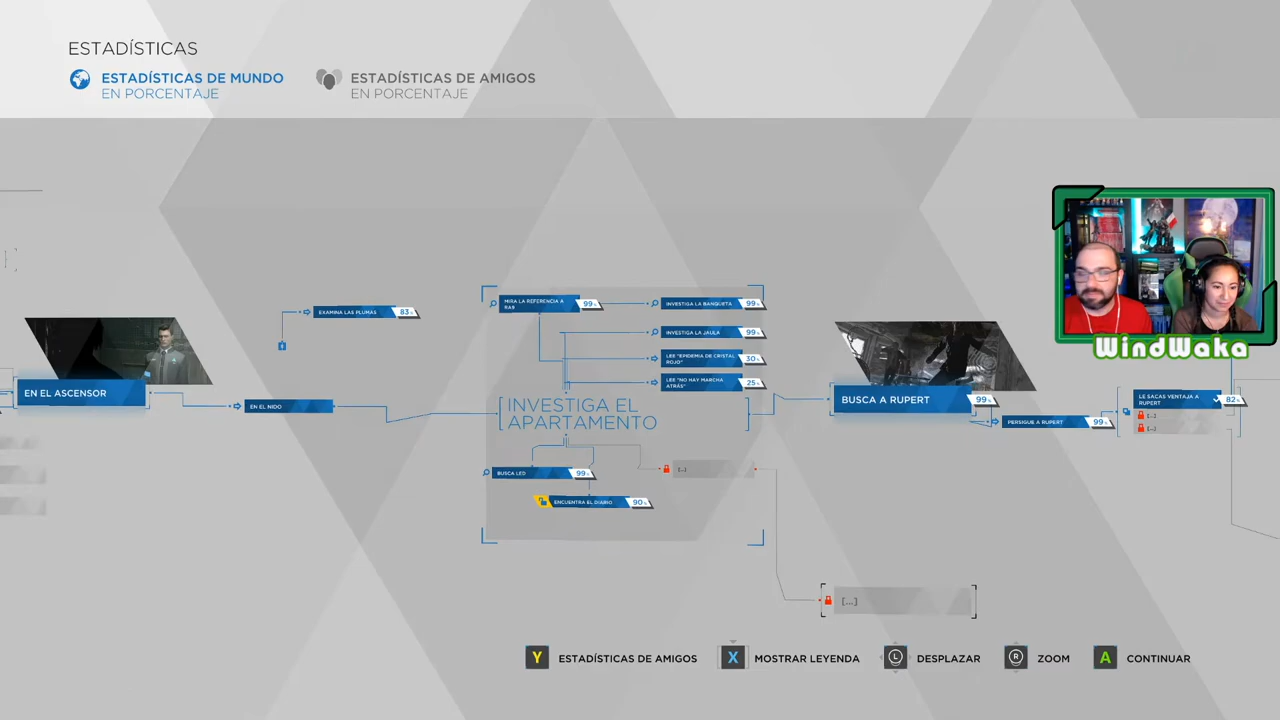 ESTADÍSTICAS
ESTADÍSTICAS DE MUNDO
EN PORCENTAJE
ESTADÍSTICAS DE AMIGOS
EN PORCENTAJE
EXAMINA LAS PLUMAS 83%
EN EL ASCENSOR
EN EL NIDO
MIRA LA REFERENCIA A
RA9
99%
INVESTIGA LA BANQUETA 99%
INVESTIGA LA JAULA 99%
LEE "EPIDEMIA DE CRISTAL
ROJO"
30%
LEE "NO HAY MARCHA
ATRÁS"
25%
INVESTIGA EL
APARTAMENTO
BUSCA LED 99%
[...]
ENCUENTRA EL DIARIO 90%
BUSCA A RUPERT 99%
PERSIGUE A RUPERT 99%
LE SACAS VENTAJA A
RUPERT
82%
[...]
[...]
[...]
WindWaka
Y ESTADÍSTICAS DE AMIGOS
X MOSTRAR LEYENDA
L DESPLAZAR
R ZOOM
A CONTINUAR